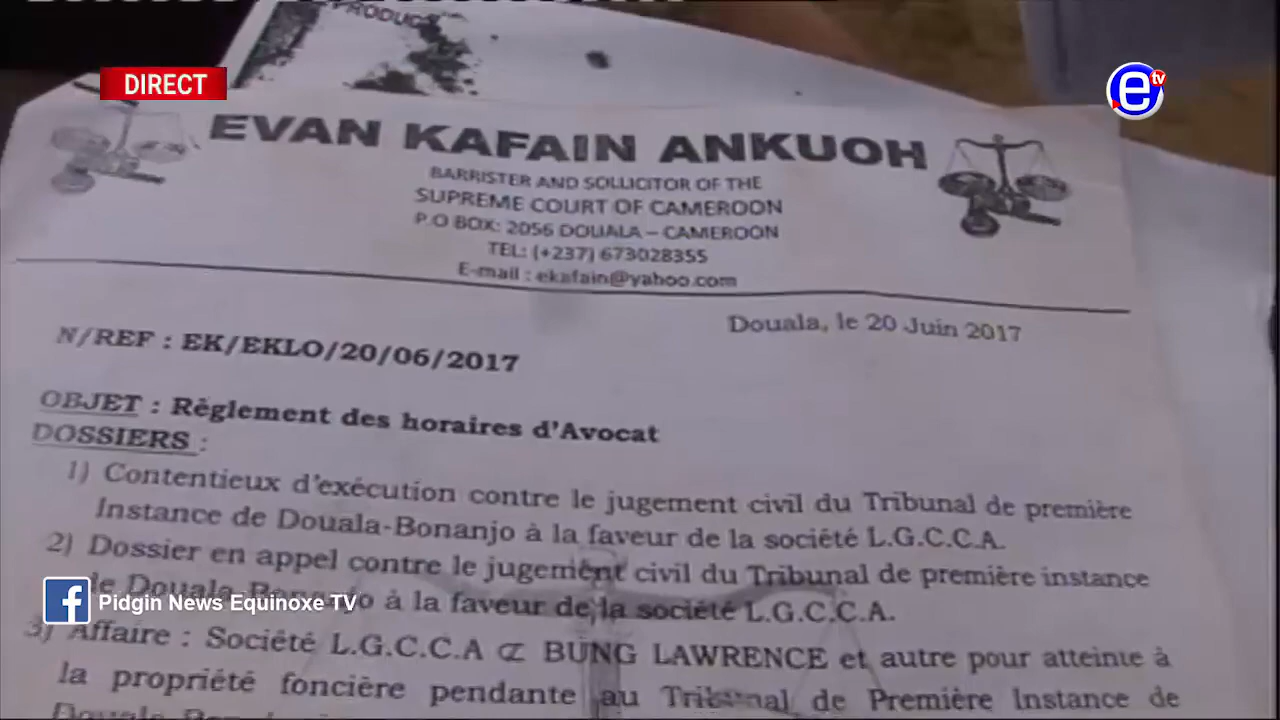 PRODUC
DIRECT
e tv
EVAN KAFAIN ANKUOH
BARRISTER AND SOLLICITOR OF THE
SUPREME COURT OF CAMEROON
P.O BOX: 2056 DOUALA – CAMEROON
TEL: (+237) 673028355
E-mail : ekafain@yahoo.com
Douala, le 20 Juin 2017
N/REF : EK/EKLO/20/06/2017
OBJET : Règlement des horaires d'Avocat
DOSSIERS :
1) Contentieux d'exécution contre le jugement civil du Tribunal de première
Instance de Douala-Bonanjo à la faveur de la société L.G.C.C.A.
2) Dossier en appel contre le jugement civil du Tribunal de première instance
de Douala-Bonanjo à la faveur de la société L.G.C.C.A.
Pidgin News Equinoxe TV
3) Affaire : Société L.G.C.C.A C/ BUNG LAWRENCE et autre pour atteinte à
la propriété foncière pendante au Tribunal de Première Instance de